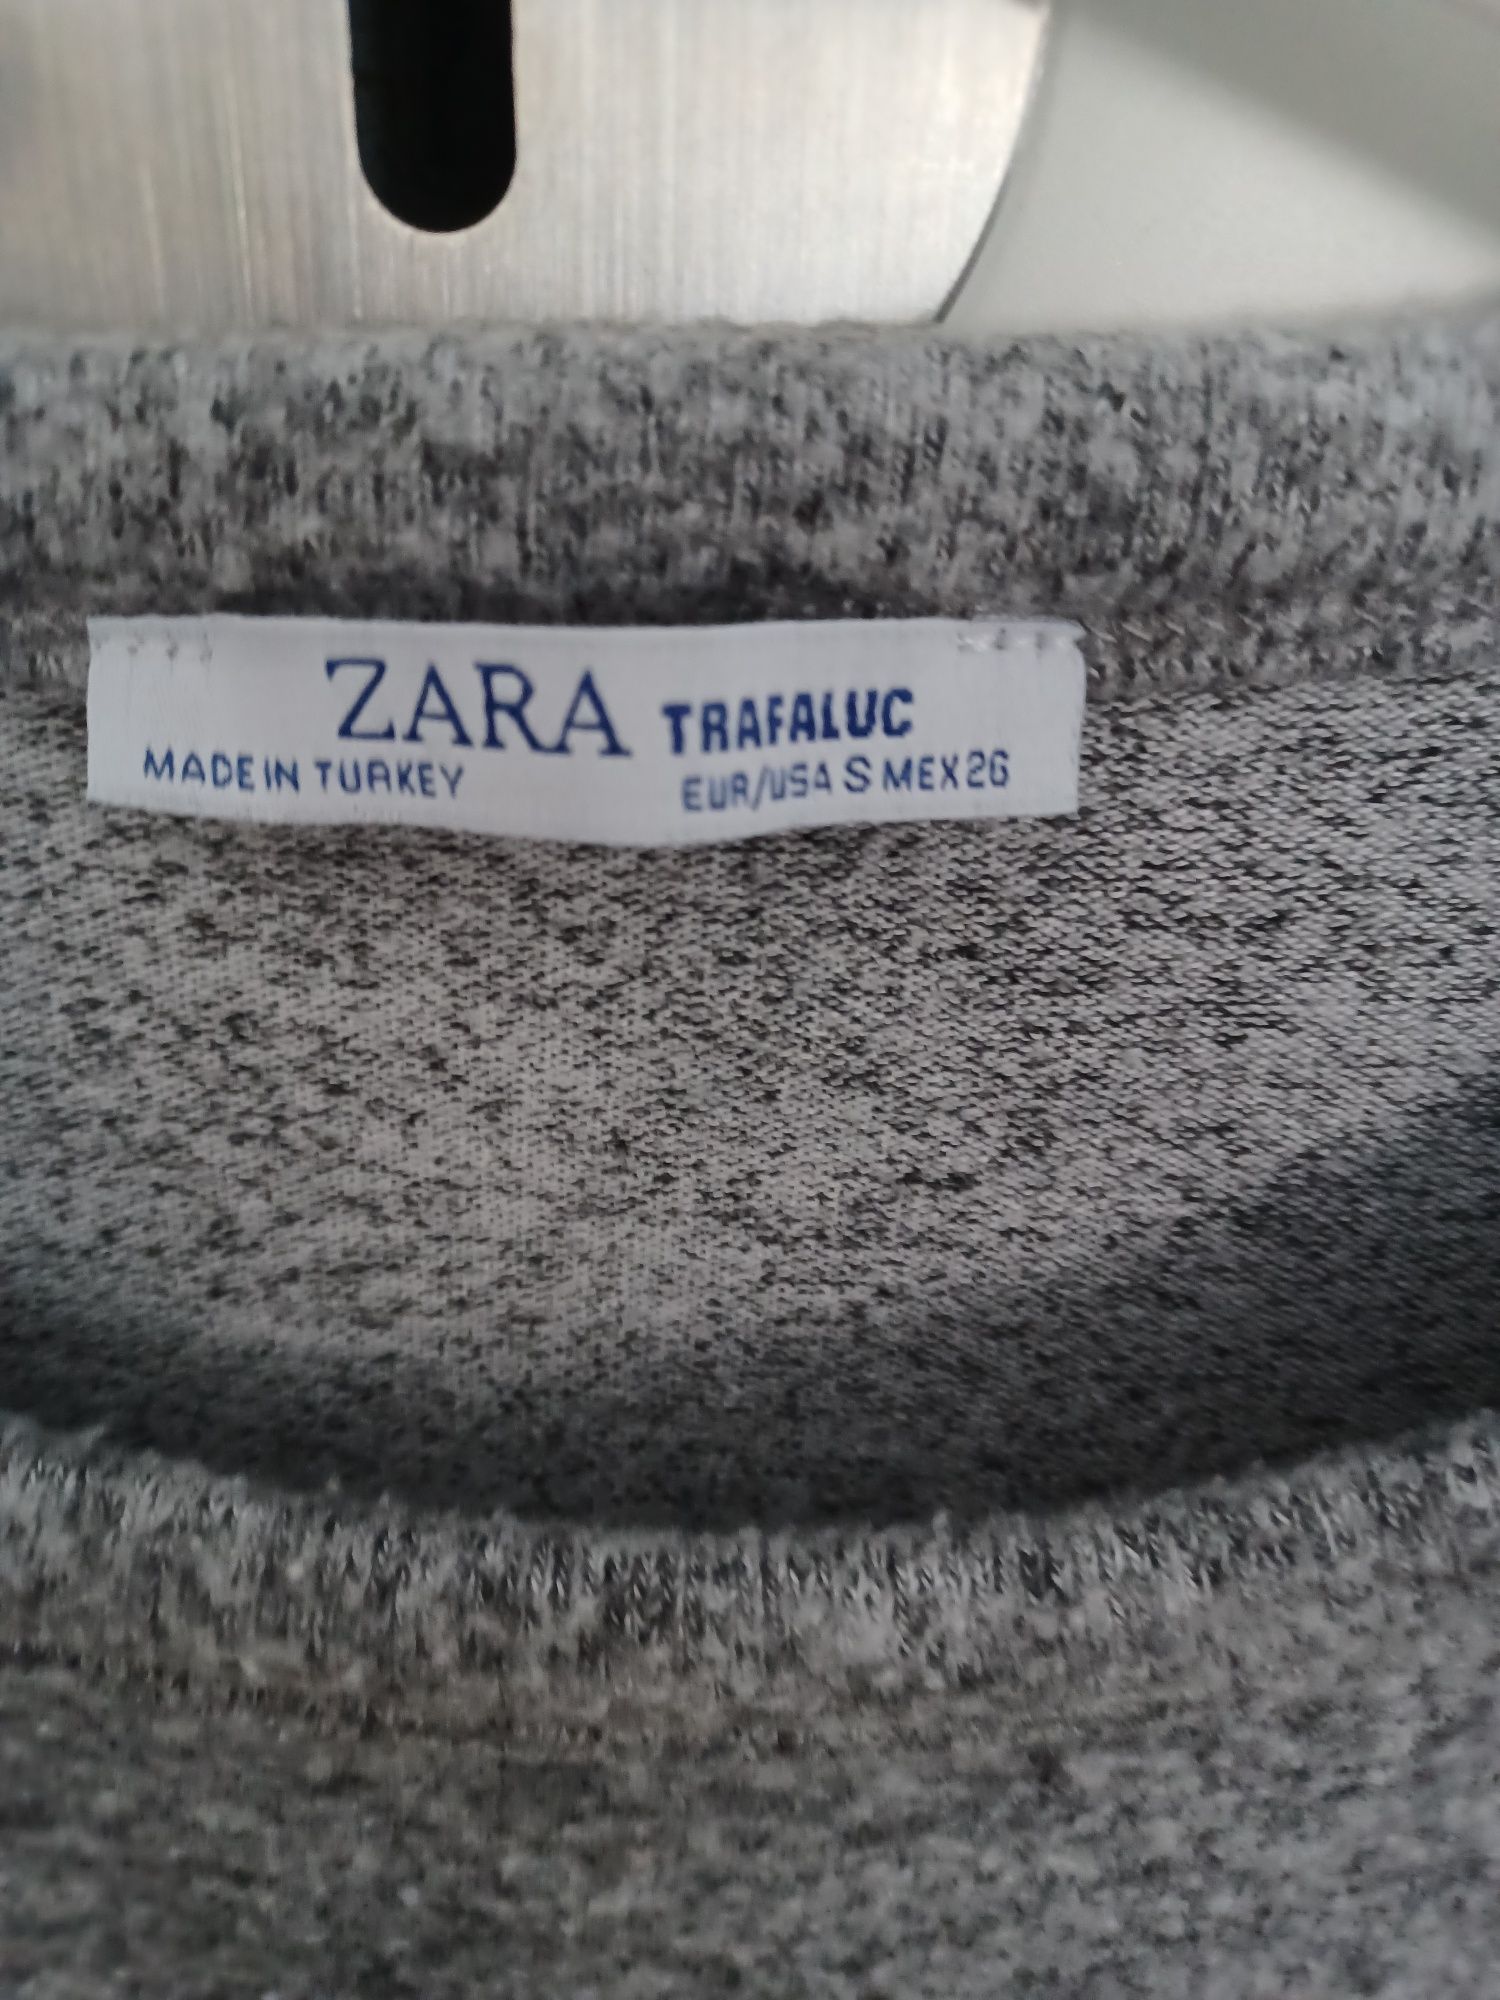 ZARA TRAFALUC
MADE IN TURKEY EUR/USA S MEX 26